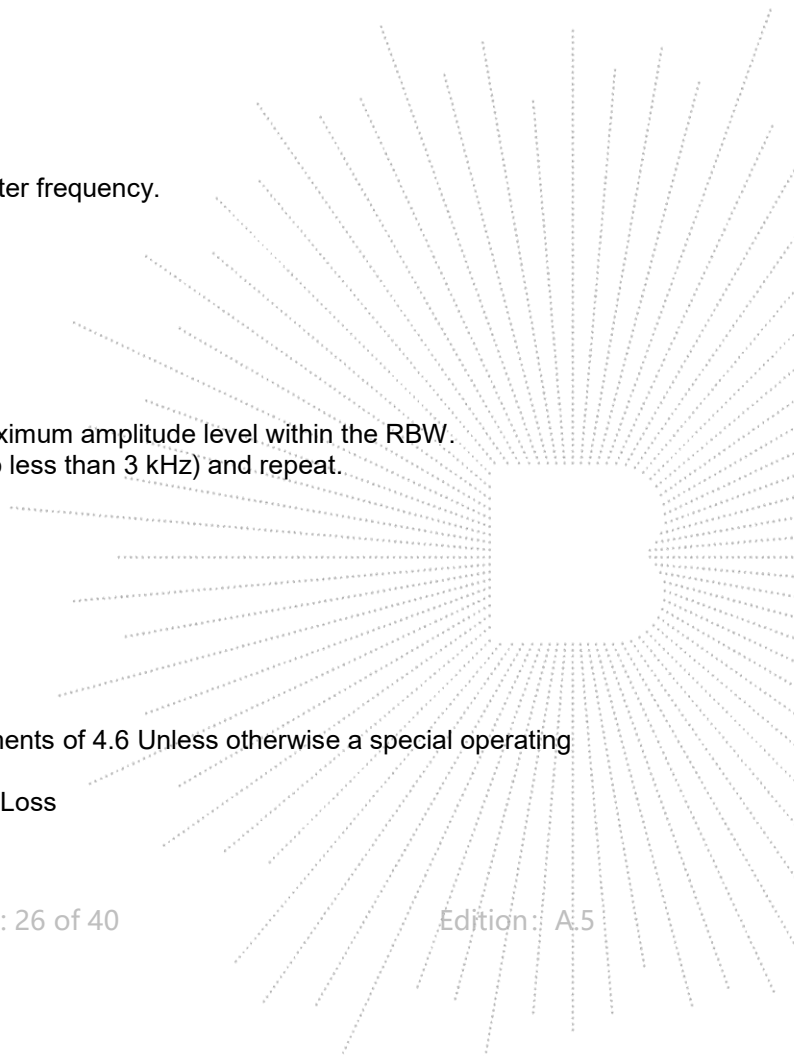 ter frequency.
ximum amplitude level within the RBW.
less than 3 kHz) and repeat.
ents of 4.6 Unless otherwise a special operating
Loss
: 26 of 40 Edition: A.5